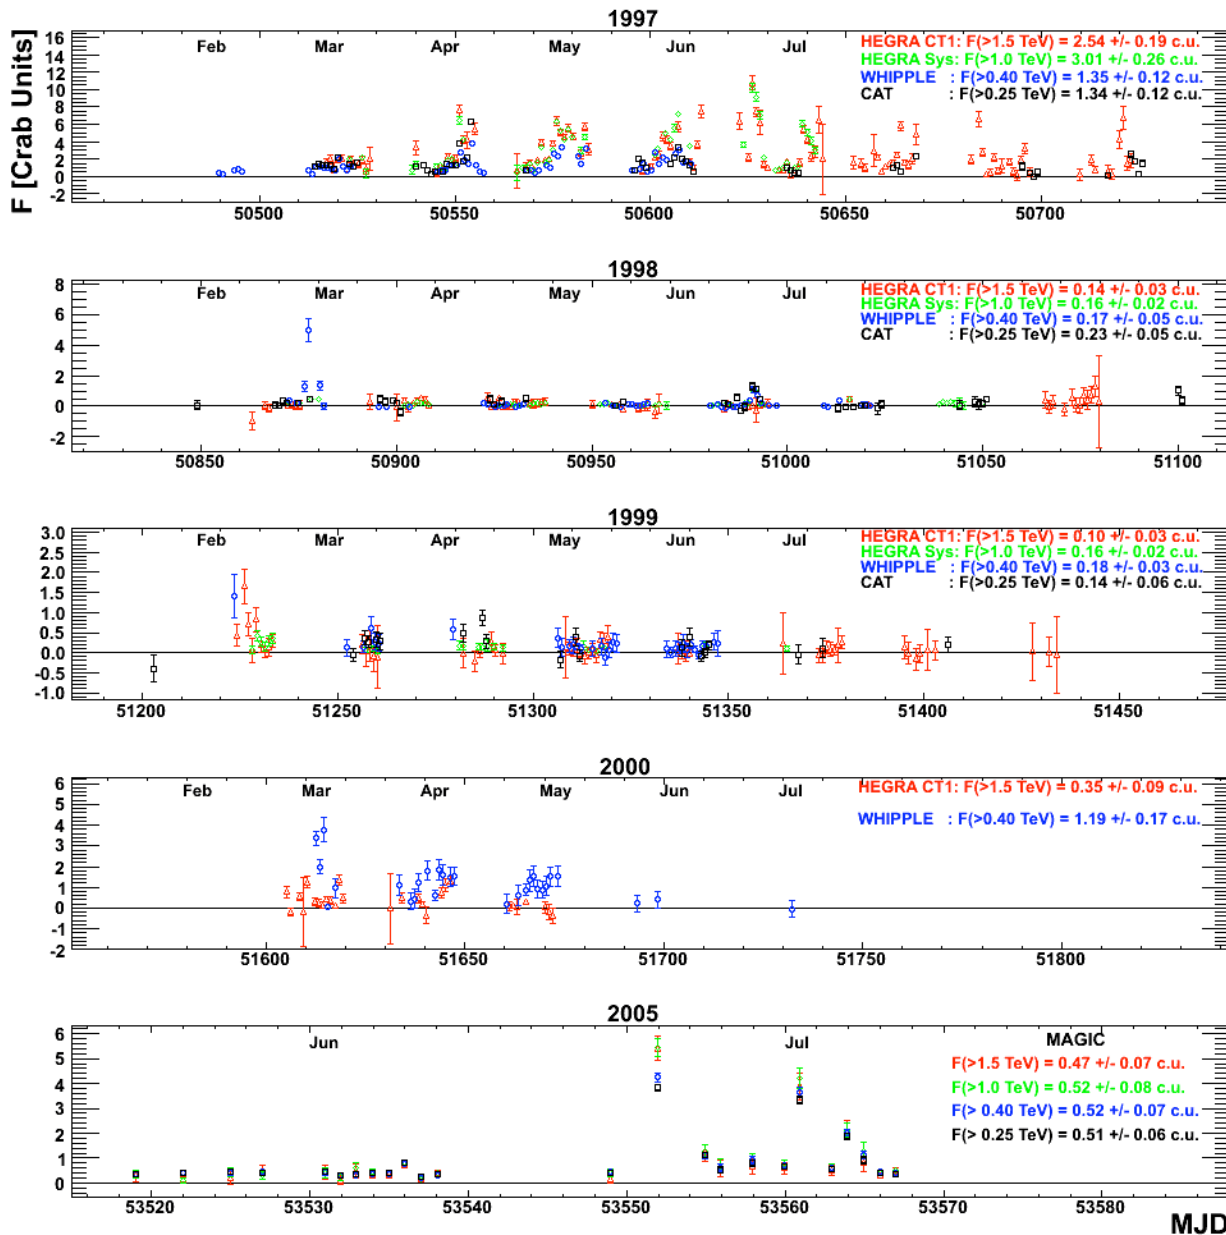 1997
F [Crab Units]
Feb Mar Apr May Jun Jul
HEGRA CT1: F(>1.5 TeV) = 2.54 +/- 0.19 c.u.
HEGRA Sys: F(>1.0 TeV) = 3.01 +/- 0.26 c.u.
WHIPPLE : F(>0.40 TeV) = 1.35 +/- 0.12 c.u.
CAT : F(>0.25 TeV) = 1.34 +/- 0.12 c.u.
16
14
12
10
8
6
4
2
0
-2
50500 50550 50600 50650 50700
1998
Feb Mar Apr May Jun Jul
HEGRA CT1: F(>1.5 TeV) = 0.14 +/- 0.03 c.u.
HEGRA Sys: F(>1.0 TeV) = 0.16 +/- 0.02 c.u.
WHIPPLE : F(>0.40 TeV) = 0.17 +/- 0.05 c.u.
CAT : F(>0.25 TeV) = 0.23 +/- 0.05 c.u.
8
6
4
2
0
-2
50850 50900 50950 51000 51050 51100
1999
Feb Mar Apr May Jun Jul
HEGRA CT1: F(>1.5 TeV) = 0.10 +/- 0.03 c.u.
HEGRA Sys: F(>1.0 TeV) = 0.16 +/- 0.02 c.u.
WHIPPLE : F(>0.40 TeV) = 0.18 +/- 0.03 c.u.
CAT : F(>0.25 TeV) = 0.14 +/- 0.06 c.u.
3.0
2.5
2.0
1.5
1.0
0.5
0.0
-0.5
-1.0
51200 51250 51300 51350 51400 51450
2000
Feb Mar Apr May Jun Jul
HEGRA CT1: F(>1.5 TeV) = 0.35 +/- 0.09 c.u.
WHIPPLE : F(>0.40 TeV) = 1.19 +/- 0.17 c.u.
6
5
4
3
2
1
0
-1
-2
51600 51650 51700 51750 51800
2005
Jun Jul MAGIC
F(>1.5 TeV) = 0.47 +/- 0.07 c.u.
F(>1.0 TeV) = 0.52 +/- 0.08 c.u.
F(> 0.40 TeV) = 0.52 +/- 0.07 c.u.
F(> 0.25 TeV) = 0.51 +/- 0.06 c.u.
6
5
4
3
2
1
0
53520 53530 53540 53550 53560 53570 53580
MJD